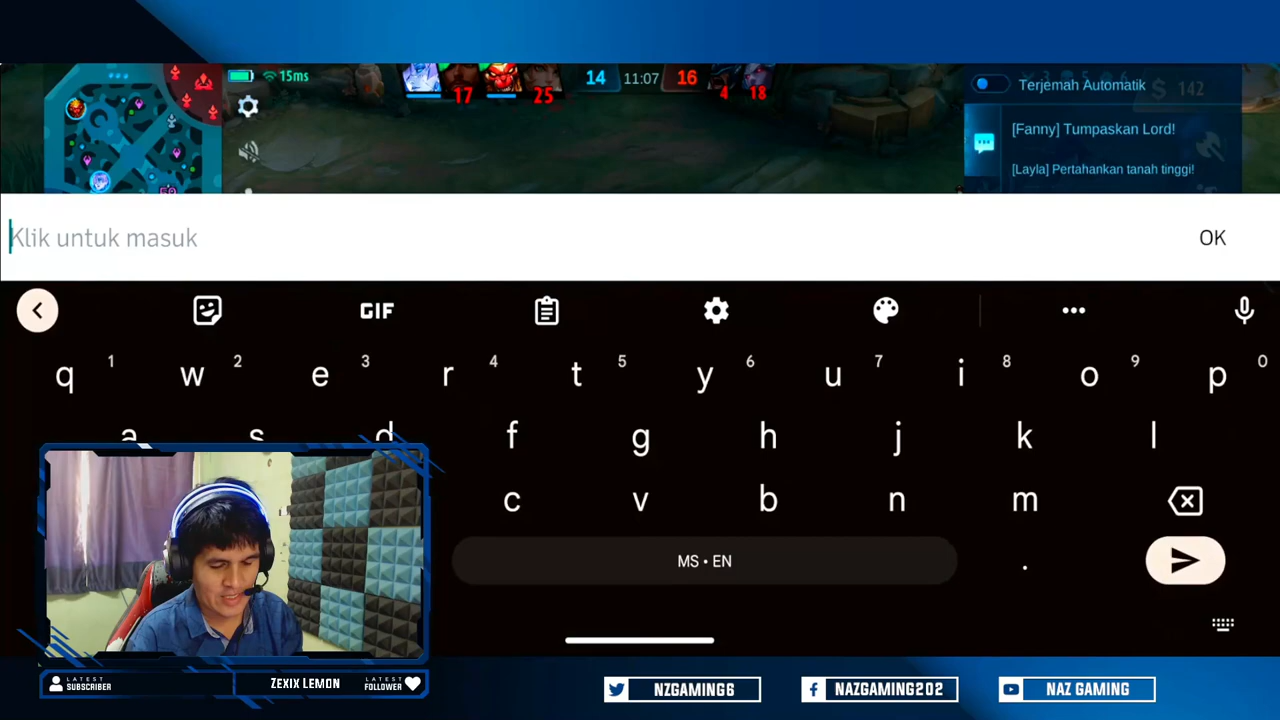 15ms
17
25
14
11:07
16
4
18
Terjemah Automatik
142
[Fanny] Tumpaskan Lord!
[Layla] Pertahankan tanah tinggi!
Klik untuk masuk
OK
GIF
q 1 w 2 e 3 r 4 t 5 y 6 u 7 i 8 o 9 p 0
a s d f g h j k l
c v b n m
MS • EN
.
LATEST
SUBSCRIBER
ZEXIX LEMON
LATEST
FOLLOWER
NZGAMING6
NAZGAMING202
NAZ GAMING